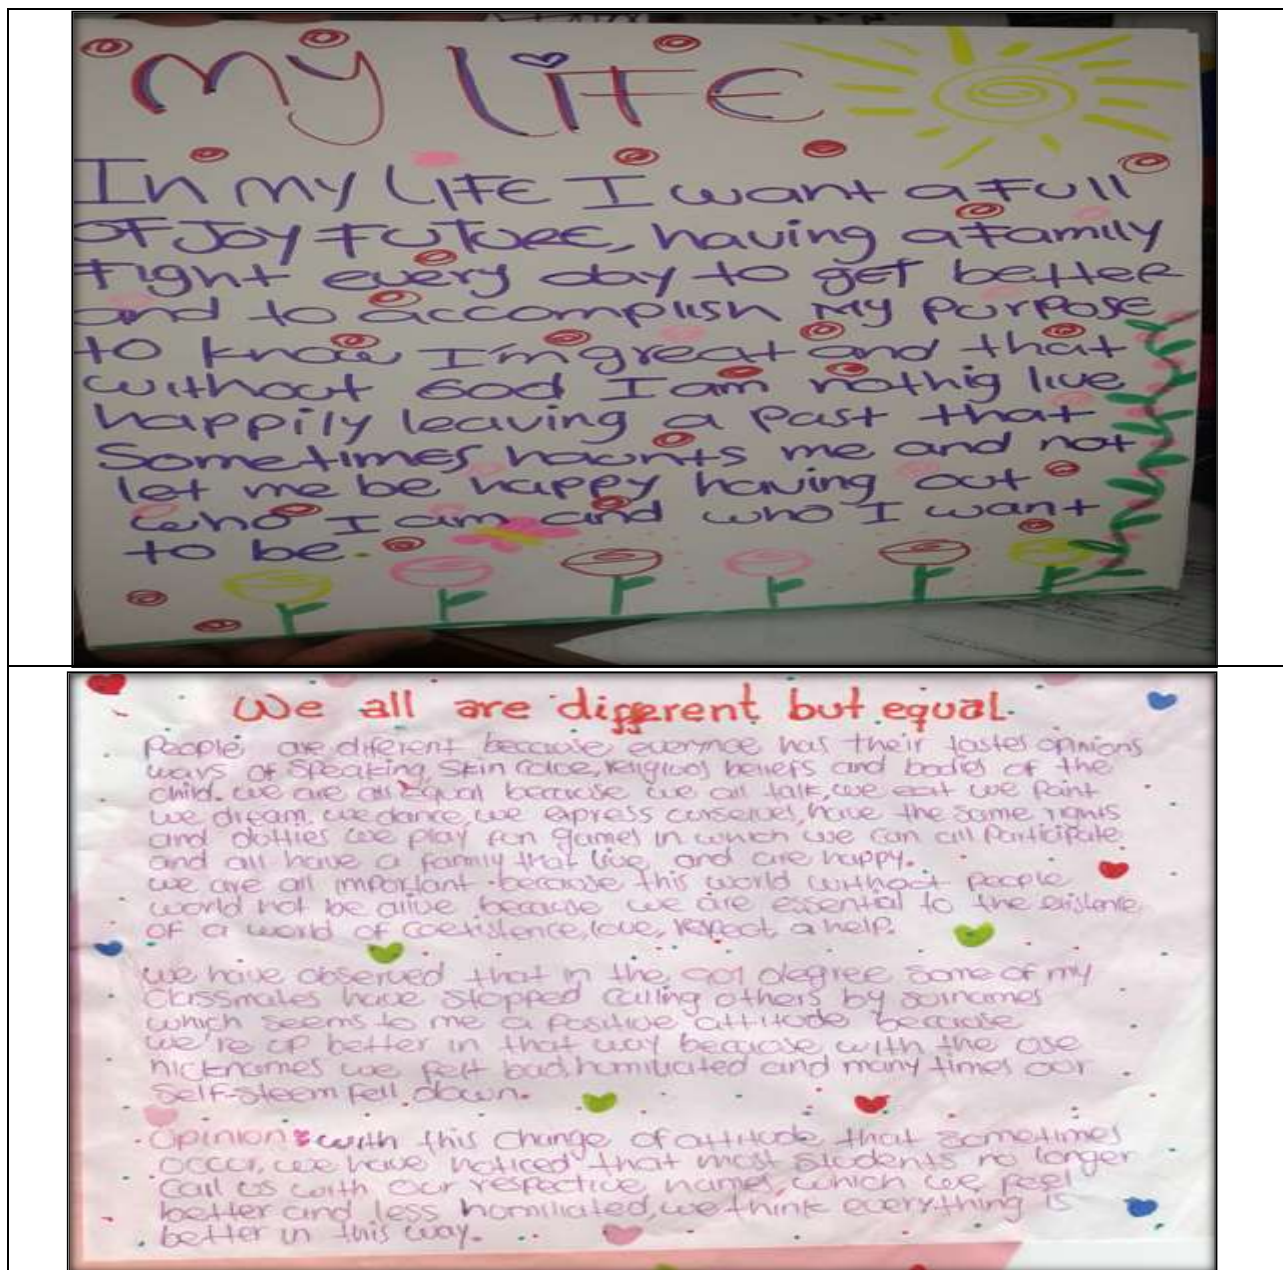 My LiFE
In my LIFE I want a Full
OF Joy FUTURE, having a Family
Fight every day to get better
and to accomplish My Purpose
to know I'm great and that
without God I am nothig live
happily leaving a Past that
Sometimes haunts me and not
let me be happy having out
who I am and who I want
to be.
We all are different but equal.
People are diferent because everynoe has their tastes opinions
ways of speaking, skin color, religius beliefs and bodies of the
child. we are all Equal because we all talk, we eat we Paint
we dream, we dance, we express ourselves, have the same rights
and dutties we play fun games in which we can all Participate
and all have a family that live and are happy.
we are all important because this world without people
world not be alive because we are essential to the existence
of a world of coexistence, love, respect, a help.
We have observed that in the 901 degree some of my
classmates have stopped calling others by surnames
which seems to me a positive attitude because
we're up better in that way because with the use
nicknames we felt bad, humiliated and many times our
self-steem fell down.
Opinion: with this change of attitude that sometimes
occur, we have noticed that most students no longer
call us with our respective names, which we feel
better and less homiliated, we think everything is
better in this way.